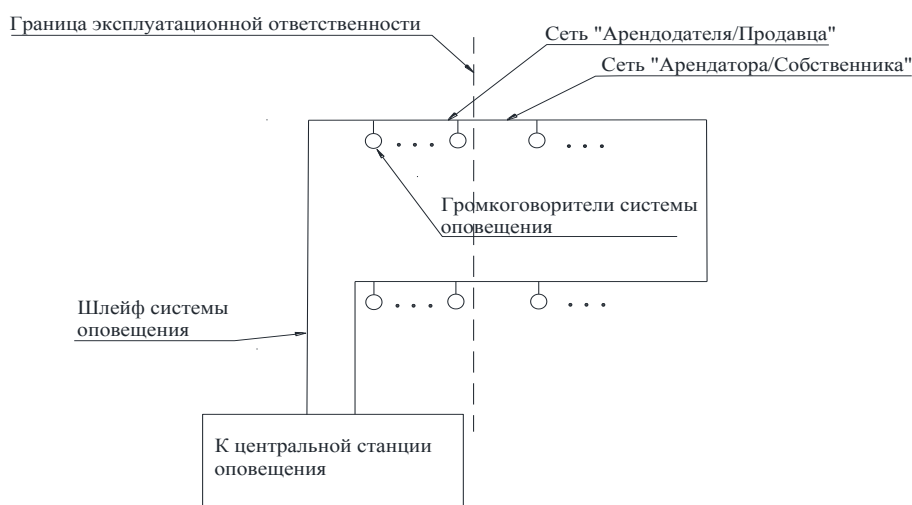 Граница эксплуатационной ответственности
Сеть "Арендодателя/Продавца"
Сеть "Арендатора/Собственника"
Громкоговорители системы
оповещения
Шлейф системы
оповещения
К центральной станции
оповещения